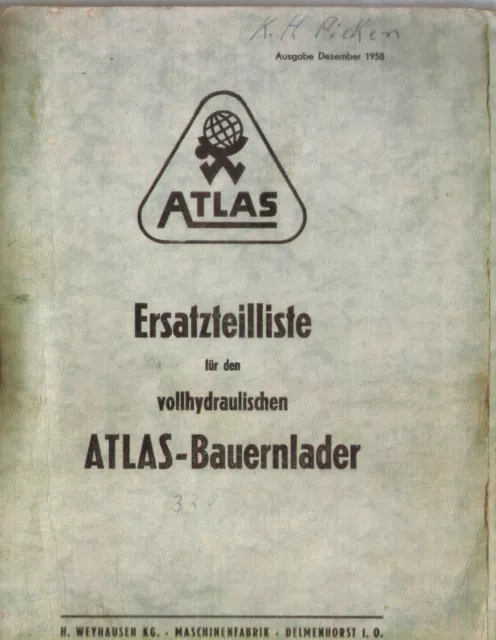 K. H. Picken
Ausgabe Dezember 1958
ATLAS
Ersatzteilliste
für den
vollhydraulischen
ATLAS-Bauernlader
H. WEYHAUSEN KG. · MASCHINENFABRIK · DELMENHORST I. O.